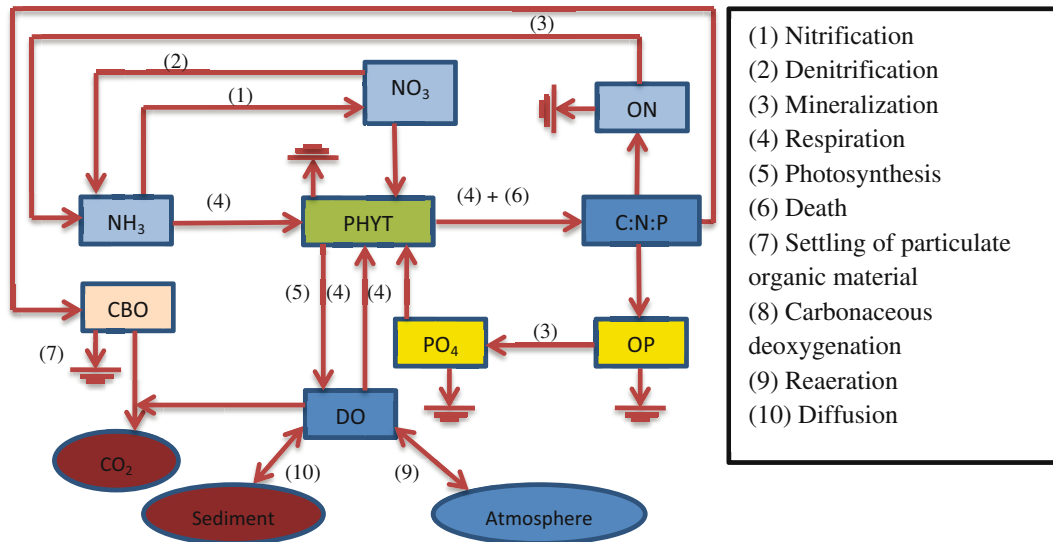 (3)
(2)
NO₃
(1)
ON
(4)
(4) + (6)
NH₃
PHYT
C:N:P
CBO
(5)
(4)
(4)
(7)
PO₄
(3)
OP
DO
CO₂
(10)
(9)
Sediment
Atmosphere
(1) Nitrification
(2) Denitrification
(3) Mineralization
(4) Respiration
(5) Photosynthesis
(6) Death
(7) Settling of particulate
organic material
(8) Carbonaceous
deoxygenation
(9) Reaeration
(10) Diffusion